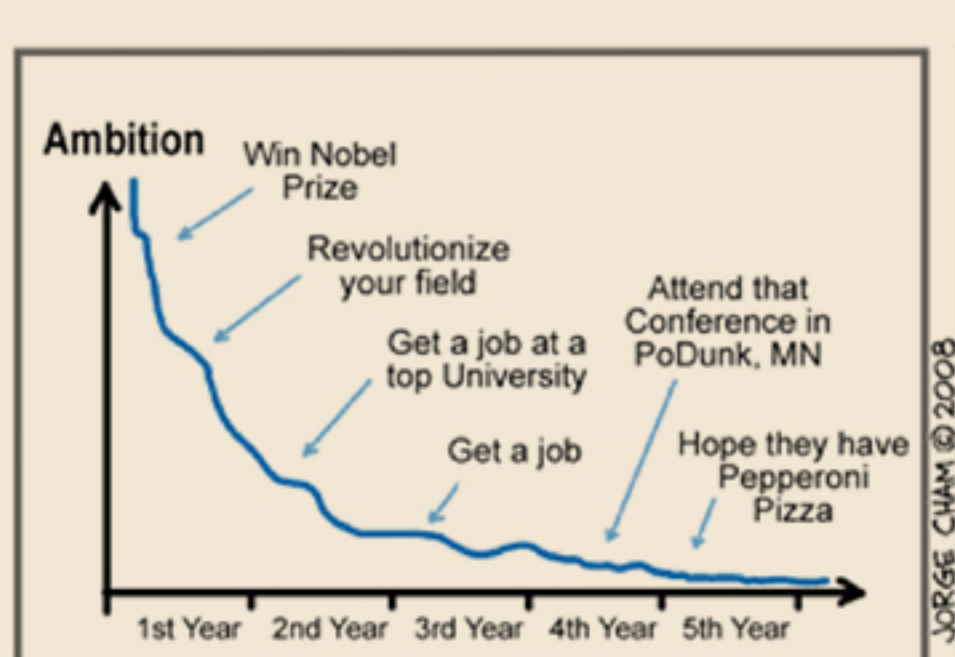 Ambition
Win Nobel
Prize
Revolutionize
your field
Get a job at a
top University
Get a job
Attend that
Conference in
PoDunk, MN
Hope they have
Pepperoni
Pizza
1st Year 2nd Year 3rd Year 4th Year 5th Year
JORGE CHAM © 2008